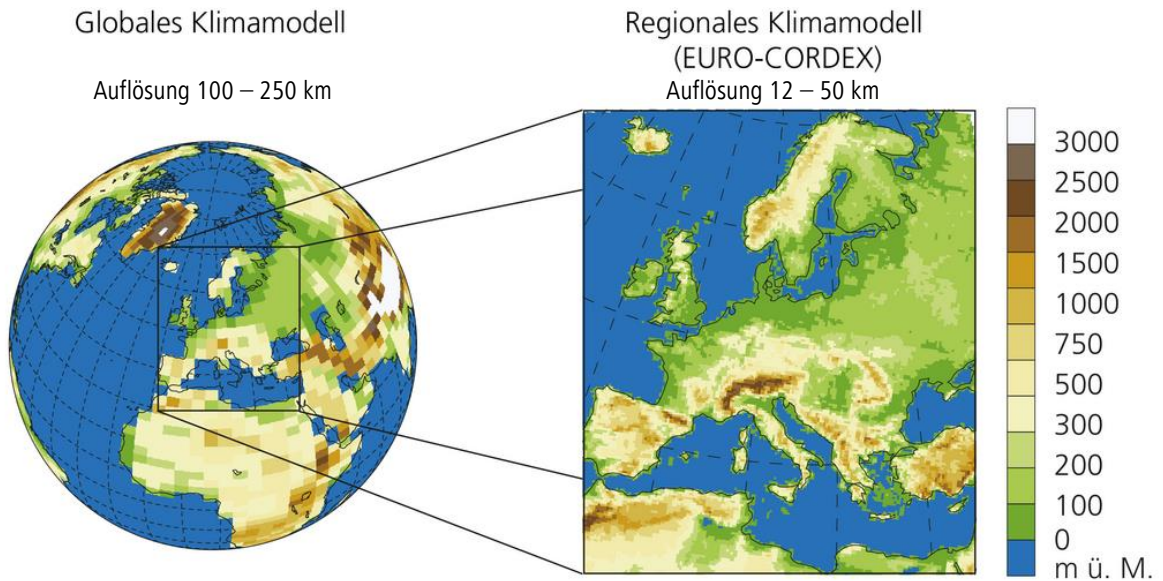 Globales Klimamodell
Auflösung 100 – 250 km
Regionales Klimamodell
(EURO-CORDEX)
Auflösung 12 – 50 km
3000
2500
2000
1500
1000
750
500
300
200
100
0
m ü. M.